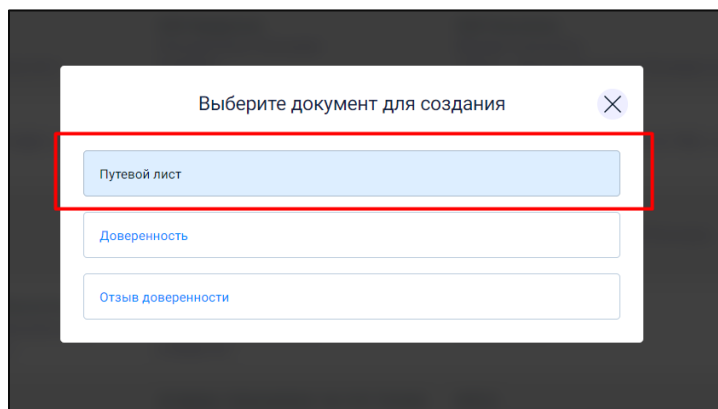 Выберите документ для создания
Путевой лист
Доверенность
Отзыв доверенности